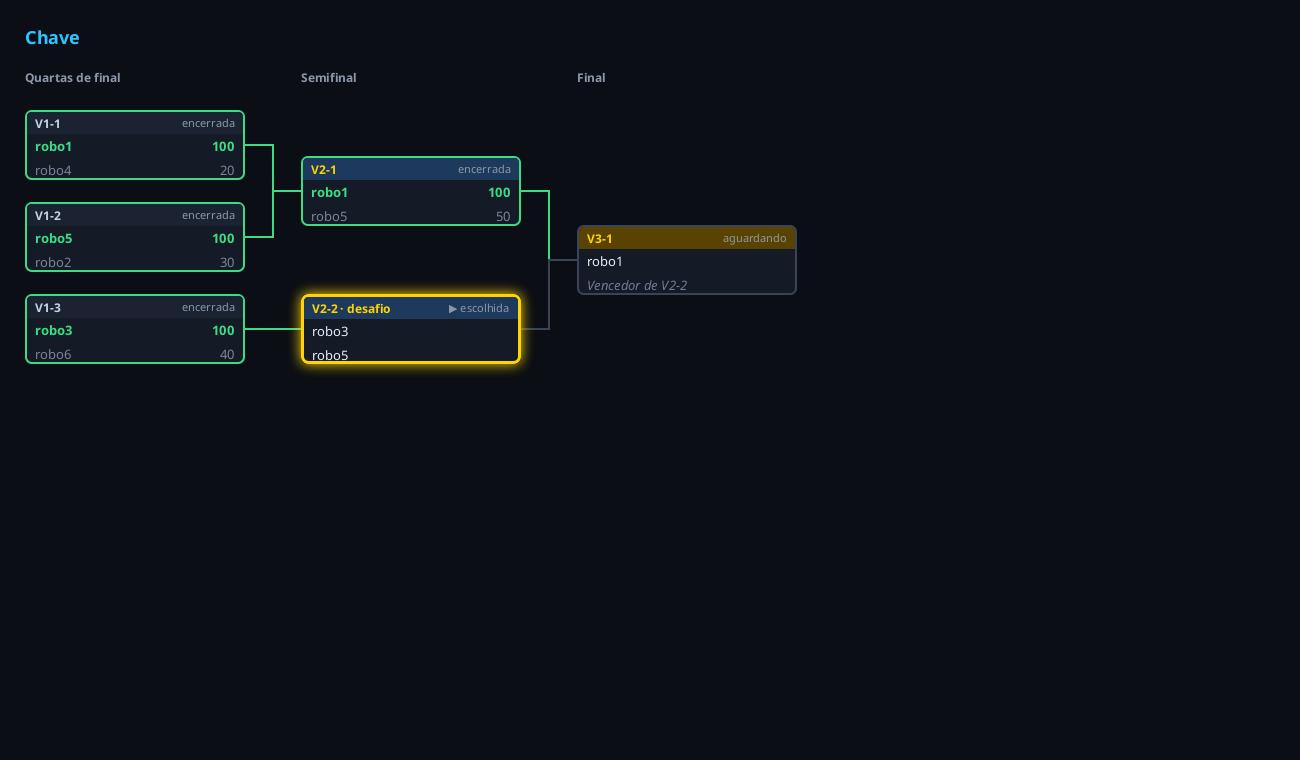 Chave
Quartas de final
Semifinal
Final
V1-1 encerrada
robo1 100
robo4 20
V1-2 encerrada
robo5 100
robo2 30
V1-3 encerrada
robo3 100
robo6 40
V2-1 encerrada
robo1 100
robo5 50
V2-2 · desafio ▶ escolhida
robo3
robo5
V3-1 aguardando
robo1
Vencedor de V2-2